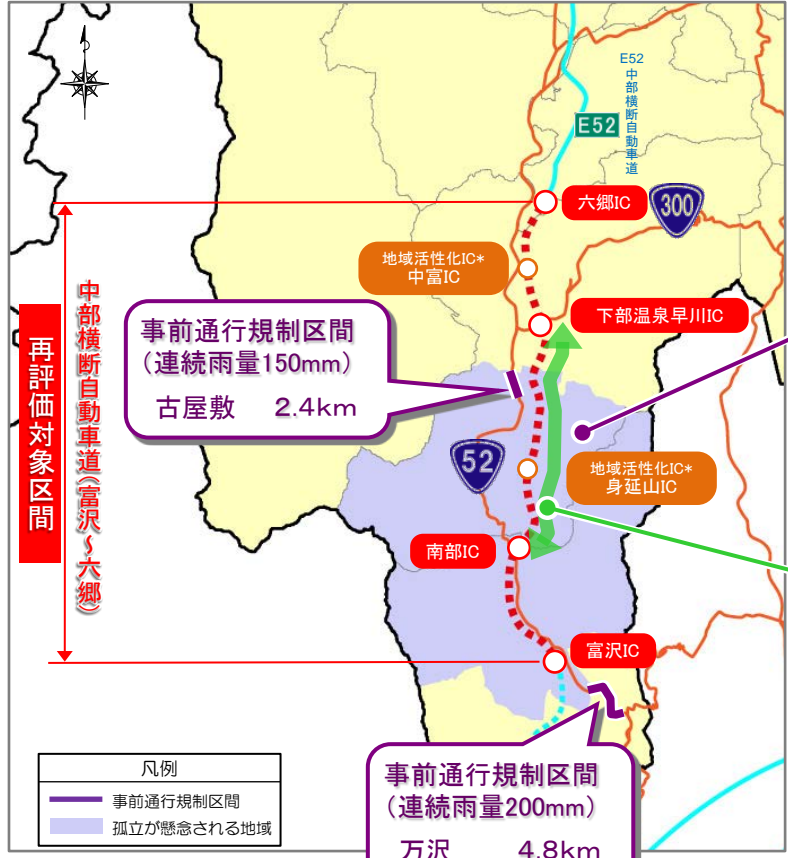 E52
中部横断自動車道
E52
六郷IC
300
地域活性化IC*
中富IC
下部温泉早川IC
再評価対象区間
中部横断自動車道(富沢～六郷)
事前通行規制区間
(連続雨量150mm)
古屋敷 2.4km
52
地域活性化IC*
身延山IC
南部IC
富沢IC
事前通行規制区間
(連続雨量200mm)
万沢 4.8km
凡例
事前通行規制区間
孤立が懸念される地域